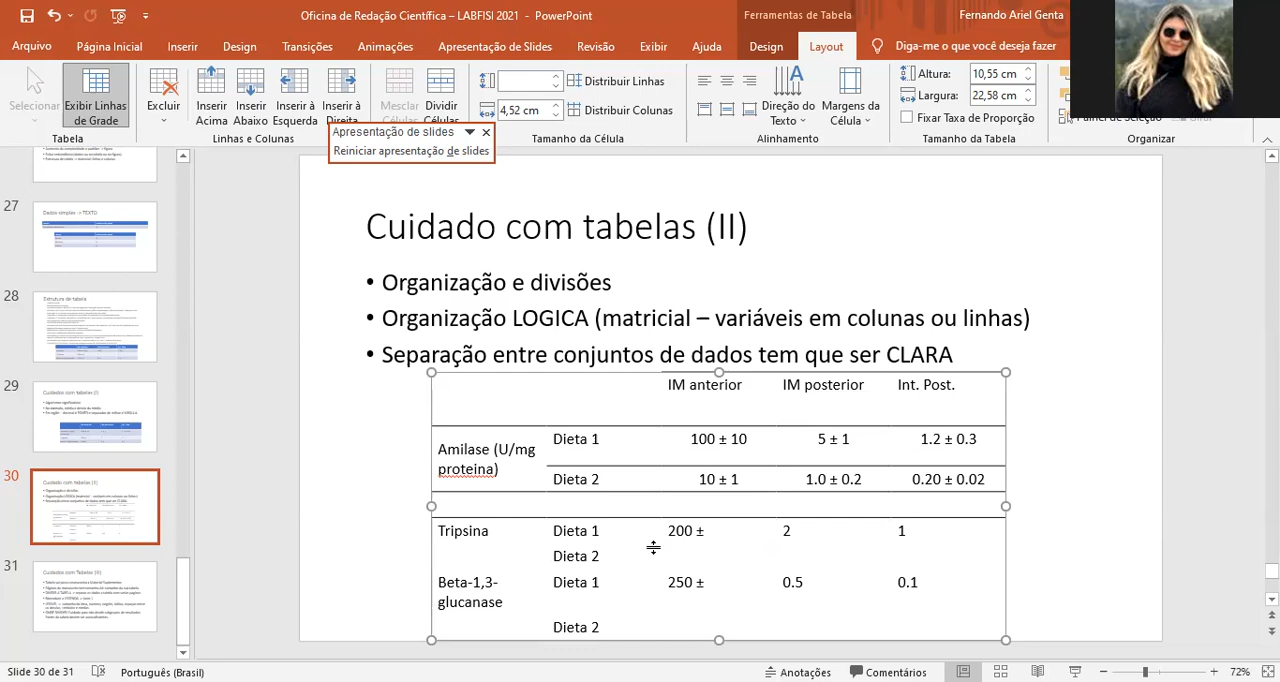 Oficina de Redação Científica – LABFISI 2021 - PowerPoint
Ferramentas de Tabela
Fernando Ariel Genta
Arquivo Página Inicial Inserir Design Transições Animações Apresentação de Slides Revisão Exibir Ajuda Design Layout Diga-me o que você deseja fazer
Selecionar
Exibir Linhas de Grade
Excluir
Inserir Acima
Inserir Abaixo
Inserir à Esquerda
Inserir à Direita
Mesclar Células
Dividir Células
4,52 cm
Distribuir Linhas
Distribuir Colunas
Direção do Texto
Margens da Célula
Altura: 10,55 cm
Largura: 22,58 cm
Fixar Taxa de Proporção
Painel de Seleção
Tabela Linhas e Colunas Tamanho da Célula Alinhamento Tamanho da Tabela Organizar
Apresentação de slides
Reiniciar apresentação de slides
27
Dados simples -> TEXTO
28
Estrutura de tabela
29
Cuidados com tabelas (I)
30
Cuidado com tabelas (II)
31
Cuidados com Tabelas (III)
Cuidado com tabelas (II)
• Organização e divisões
• Organização LOGICA (matricial – variáveis em colunas ou linhas)
• Separação entre conjuntos de dados tem que ser CLARA
IM anterior IM posterior Int. Post.
Amilase (U/mg proteina) Dieta 1 100 ± 10 5 ± 1 1.2 ± 0.3
Dieta 2 10 ± 1 1.0 ± 0.2 0.20 ± 0.02
Tripsina Dieta 1 200 ± 2 1
Dieta 2
Beta-1,3-glucanase Dieta 1 250 ± 0.5 0.1
Dieta 2
Slide 30 de 31 Português (Brasil) Anotações Comentários 72%